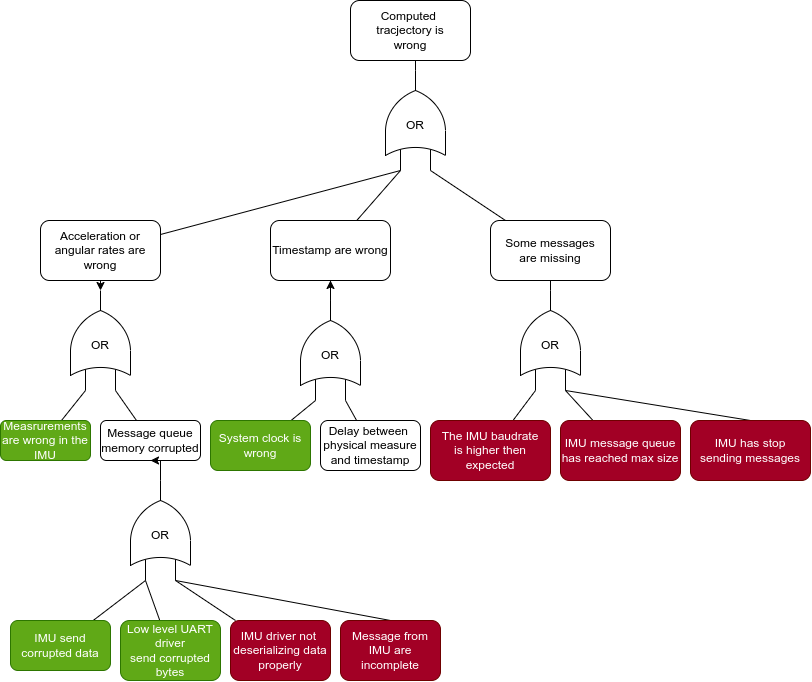 Computed
tracjectory is
wrong
OR
Acceleration or
angular rates are
wrong
Timestamp are wrong
Some messages
are missing
OR
OR
OR
Measrurements
are wrong in the
IMU
Message queue
memory corrupted
System clock is
wrong
Delay between
physical measure
and timestamp
The IMU baudrate
is higher then
expected
IMU message queue
has reached max size
IMU has stop
sending messages
OR
IMU send
corrupted data
Low level UART
driver
send corrupted
bytes
IMU driver not
deserializing data
properly
Message from
IMU are
incomplete